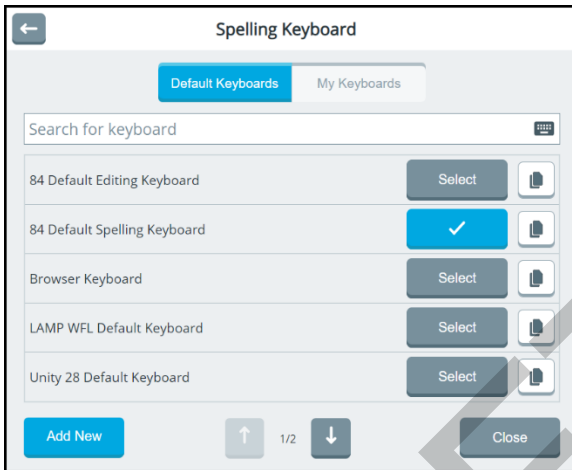 Spelling Keyboard
Default Keyboards My Keyboards
Search for keyboard
84 Default Editing Keyboard Select
84 Default Spelling Keyboard
Browser Keyboard Select
LAMP WFL Default Keyboard Select
Unity 28 Default Keyboard Select
Add New 1/2 Close